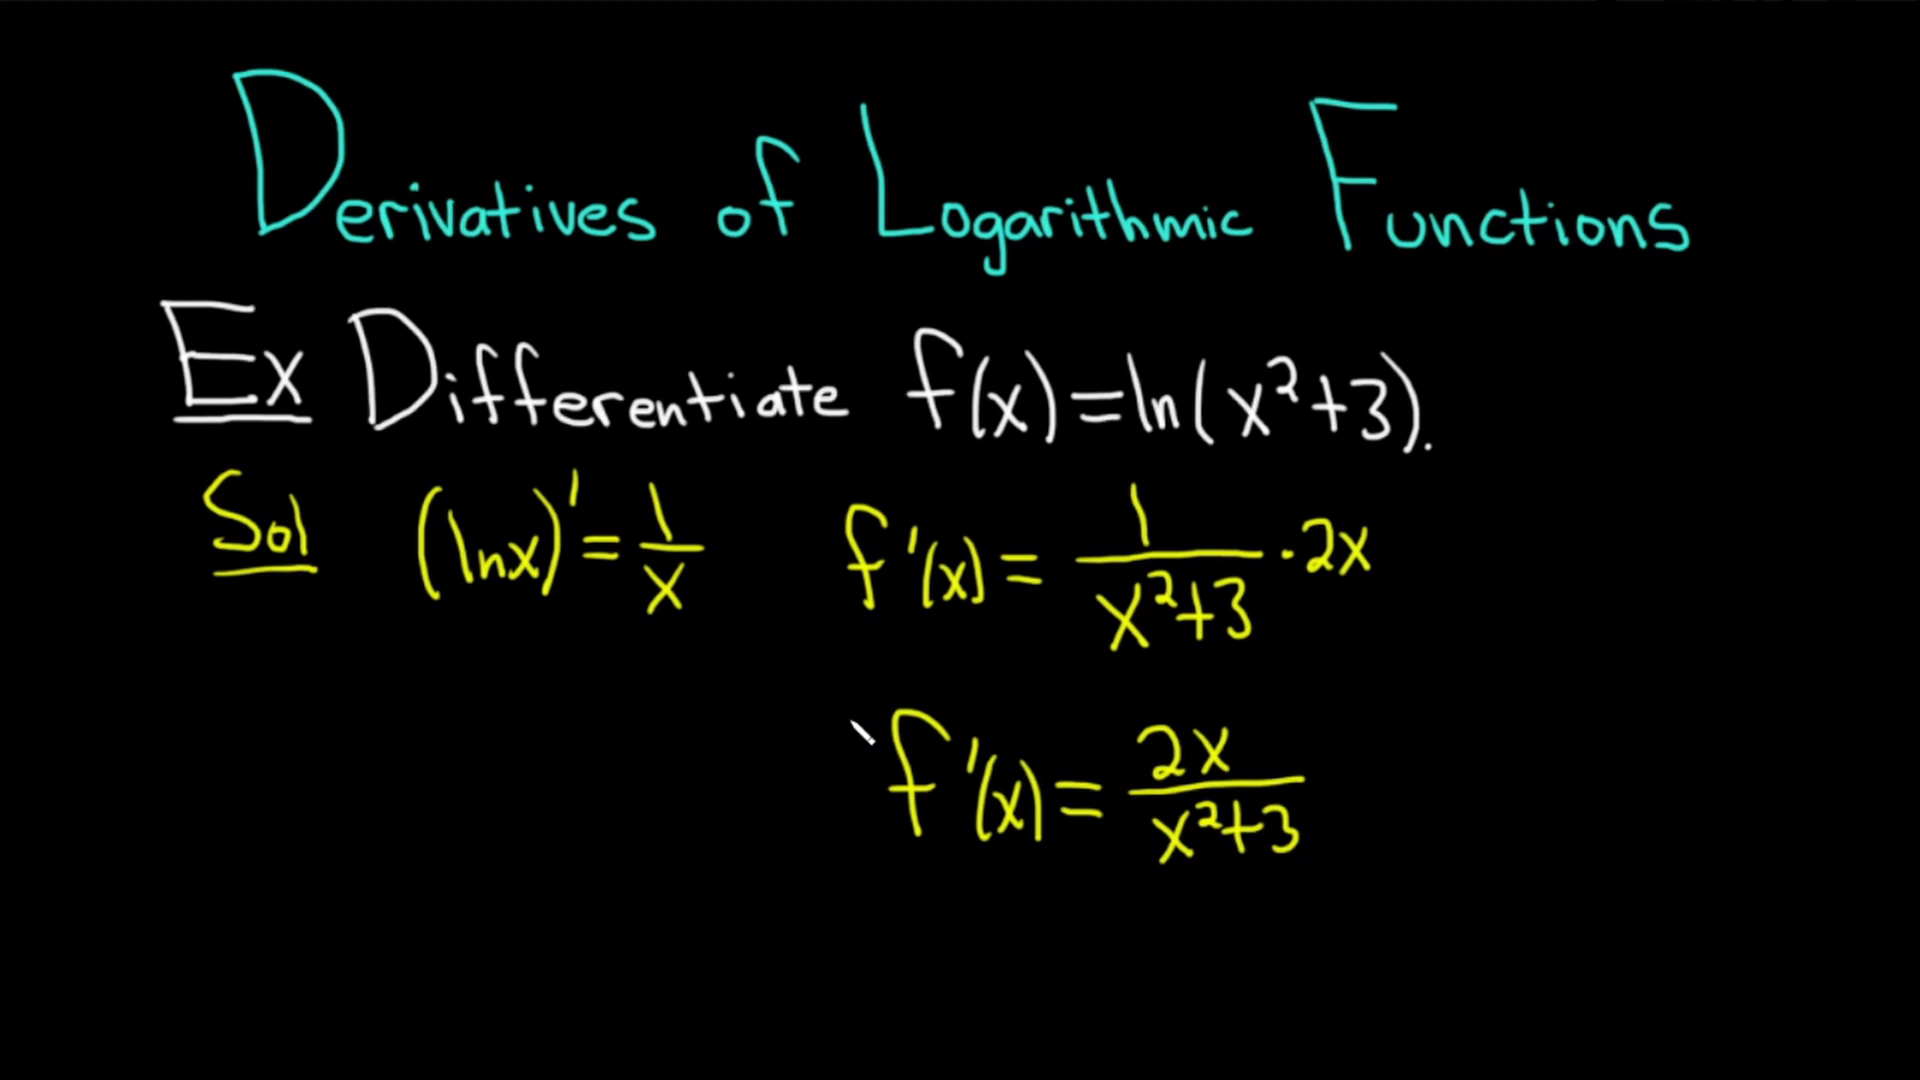 Derivatives of Logarithmic Functions
Ex Differentiate f(x)=ln(x²+3).
Sol (lnx)'=1/x f'(x)=1/(x²+3)·2x
f'(x)=2x/(x²+3)